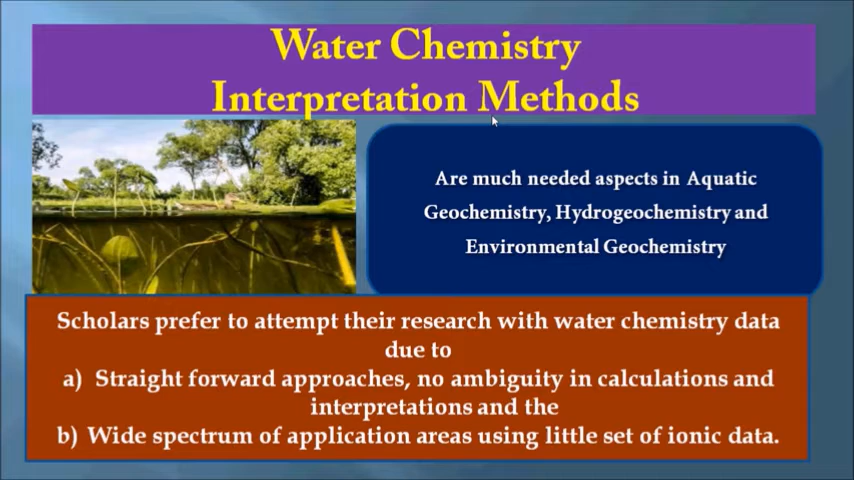 Water Chemistry
Interpretation Methods
Are much needed aspects in Aquatic
Geochemistry, Hydrogeochemistry and
Environmental Geochemistry
Scholars prefer to attempt their research with water chemistry data
due to
a) Straight forward approaches, no ambiguity in calculations and
interpretations and the
b) Wide spectrum of application areas using little set of ionic data.